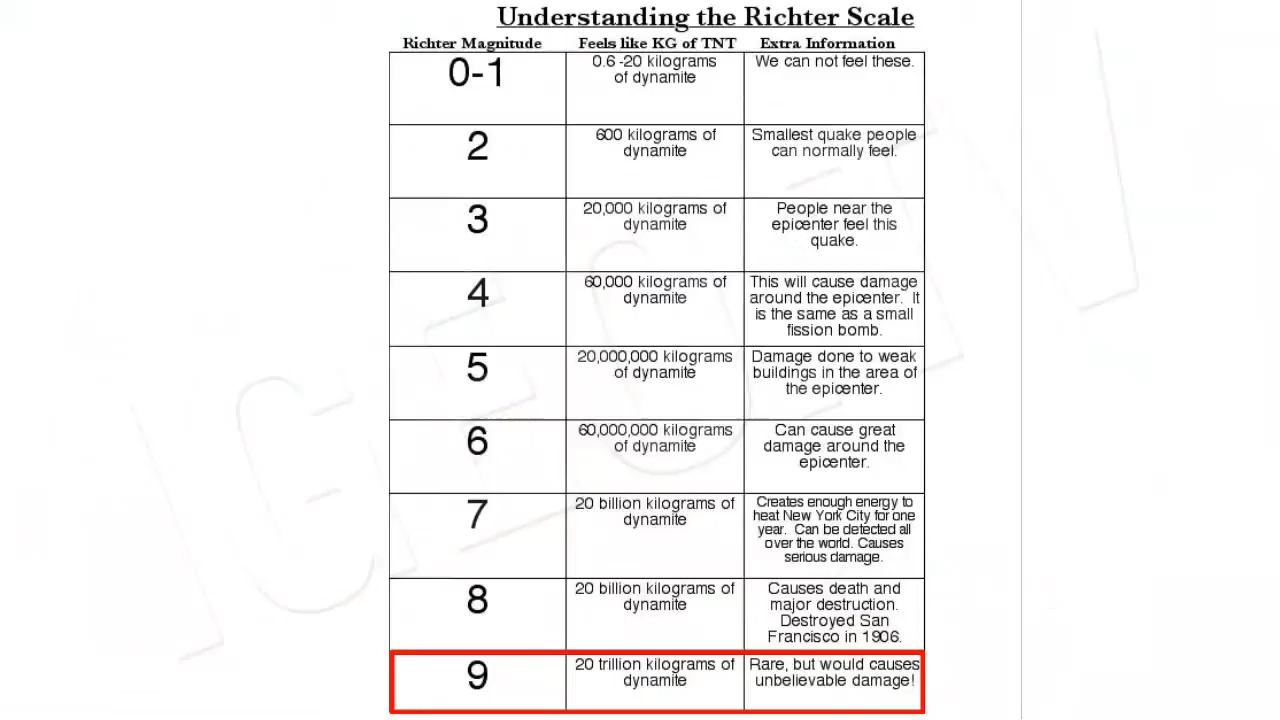 Understanding the Richter Scale
Richter Magnitude Feels like KG of TNT Extra Information
0-1
0.6 -20 kilograms
of dynamite
We can not feel these.
2
600 kilograms of
dynamite
Smallest quake people
can normally feel.
3
20,000 kilograms of
dynamite
People near the
epicenter feel this
quake.
4
60,000 kilograms of
dynamite
This will cause damage
around the epicenter. It
is the same as a small
fission bomb.
5
20,000,000 kilograms
of dynamite
Damage done to weak
buildings in the area of
the epicenter.
6
60,000,000 kilograms
of dynamite
Can cause great
damage around the
epicenter.
7
20 billion kilograms of
dynamite
Creates enough energy to
heat New York City for one
year. Can be detected all
over the world. Causes
serious damage.
8
20 billion kilograms of
dynamite
Causes death and
major destruction.
Destroyed San
Francisco in 1906.
9
20 trillion kilograms of
dynamite
Rare, but would causes
unbelievable damage!